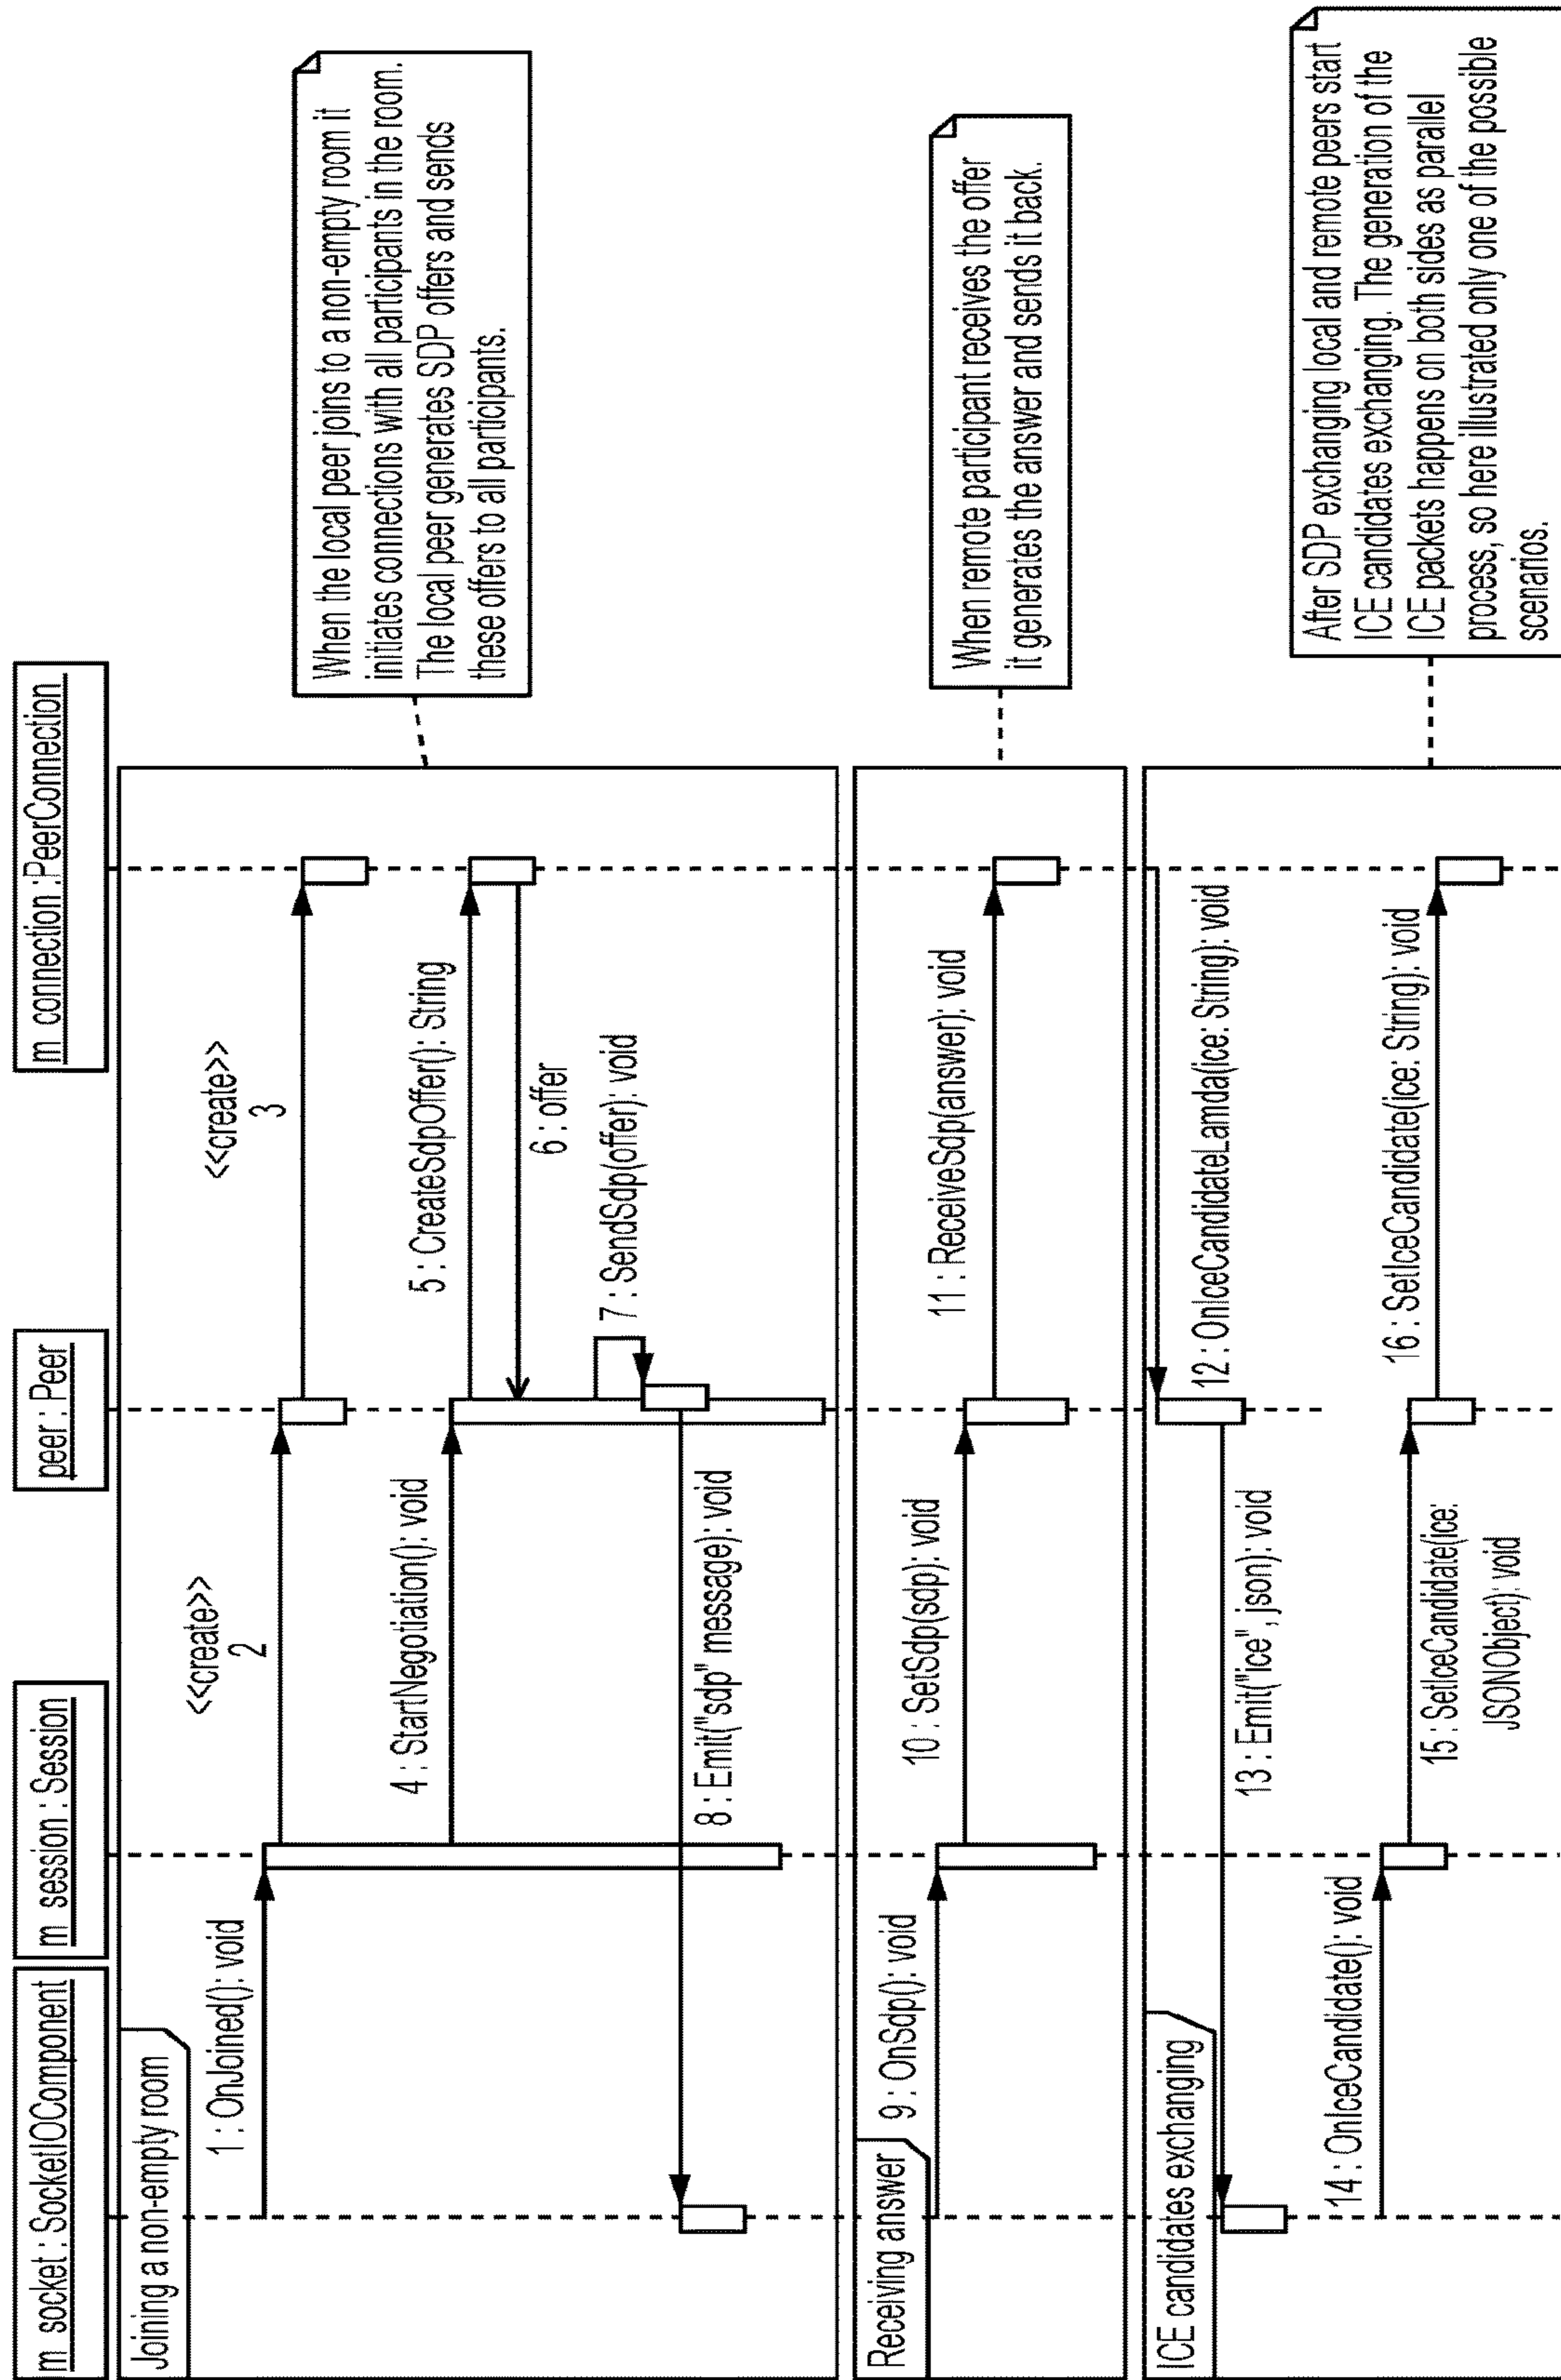 m_socket : SocketIOComponent
m_session : Session
peer : Peer
m_connection :PeerConnection
Joining a non-empty room
1 : OnJoined(): void
<<create>>
2
<<create>>
3
4 : StartNegotiation(): void
5 : CreateSdpOffer(): String
6 : offer
7 : SendSdp(offer): void
8 : Emit("sdp" message): void
When the local peer joins to a non-empty room it
initiates connections with all participants in the room.
The local peer generates SDP offers and sends
these offers to all participants.
Receiving answer
9 : OnSdp(): void
10 : SetSdp(sdp): void
11 : ReceiveSdp(answer): void
When remote participant receives the offer
it generates the answer and sends it back.
ICE candidates exchanging
12 : OnIceCandidateLamda(ice: String): void
13 : Emit("ice", json): void
14 : OnIceCandidate(): void
15 : SetIceCandidate(ice:
JSONObject): void
16 : SetIceCandidate(ice: String): void
After SDP exchanging local and remote peers start
ICE candidates exchanging. The generation of the
ICE packets happens on both sides as parallel
process, so here illustrated only one of the possible
scenarios.